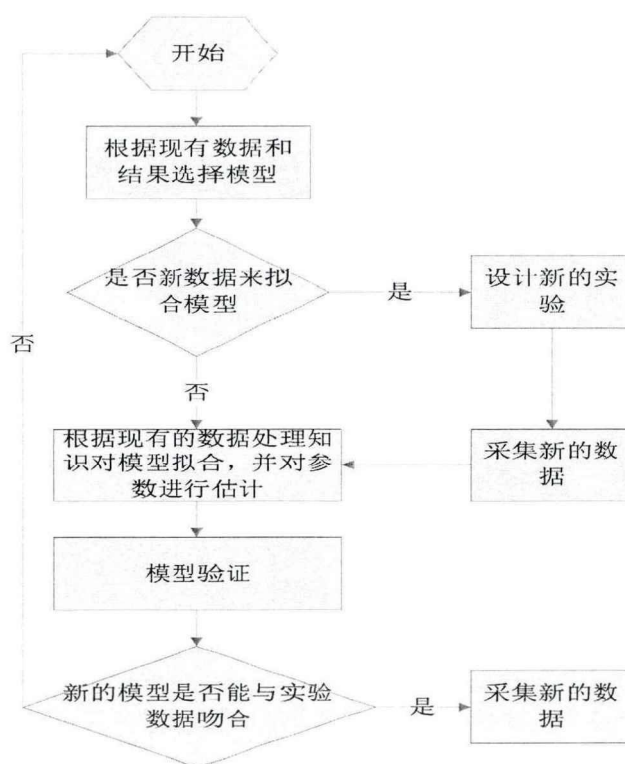 开始
根据现有数据和
结果选择模型
是否新数据来拟
合模型
是
设计新的实
验
否
否
根据现有的数据处理知
识对模型拟合，并对参
数进行估计
采集新的数据
据
模型验证
新的模型是否能与实验
数据吻合
是
采集新的数
据